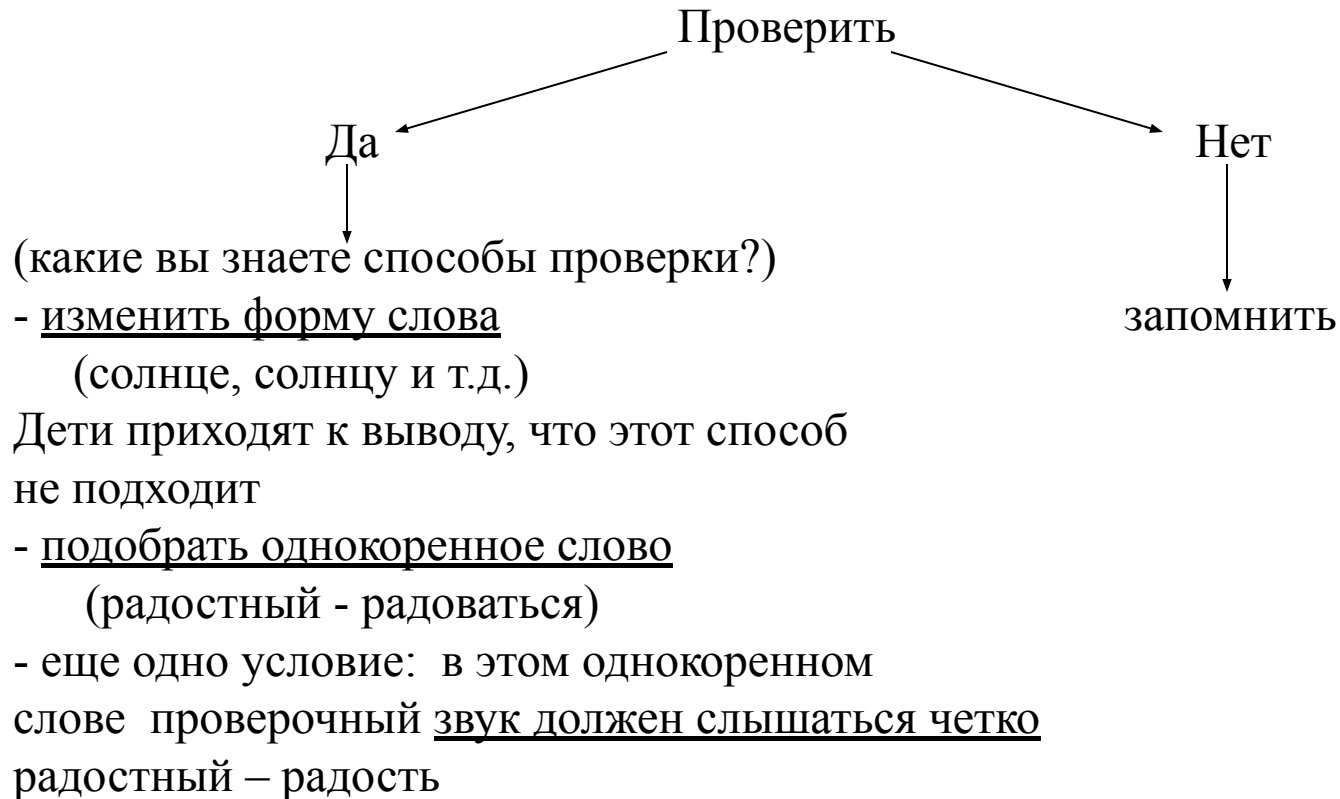 Проверить
Да
Нет
(какие вы знаете способы проверки?)
- изменить форму слова
запомнить
(солнце, солнцу и т.д.)
Дети приходят к выводу, что этот способ
не подходит
- подобрать однокоренное слово
(радостный - радоваться)
- еще одно условие:  в этом однокоренном
слове  проверочный звук должен слышаться четко
радостный – радость